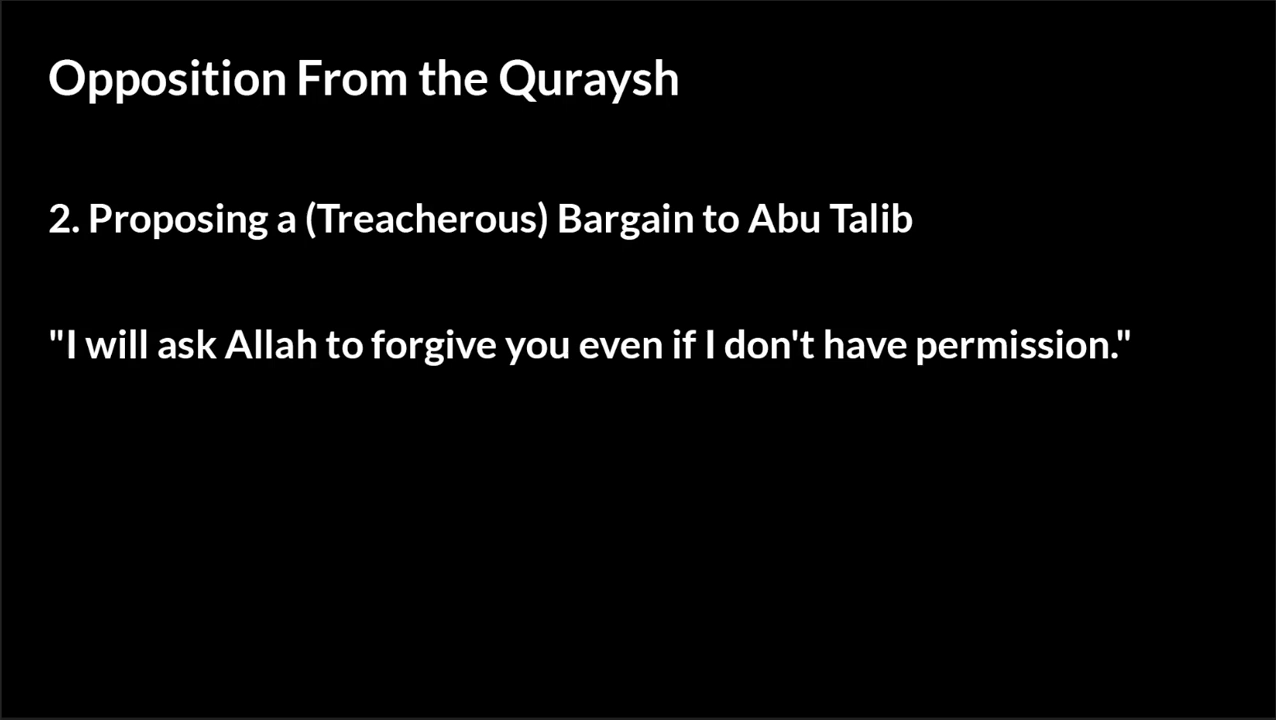 Opposition From the Quraysh
2. Proposing a (Treacherous) Bargain to Abu Talib
"I will ask Allah to forgive you even if I don't have permission."